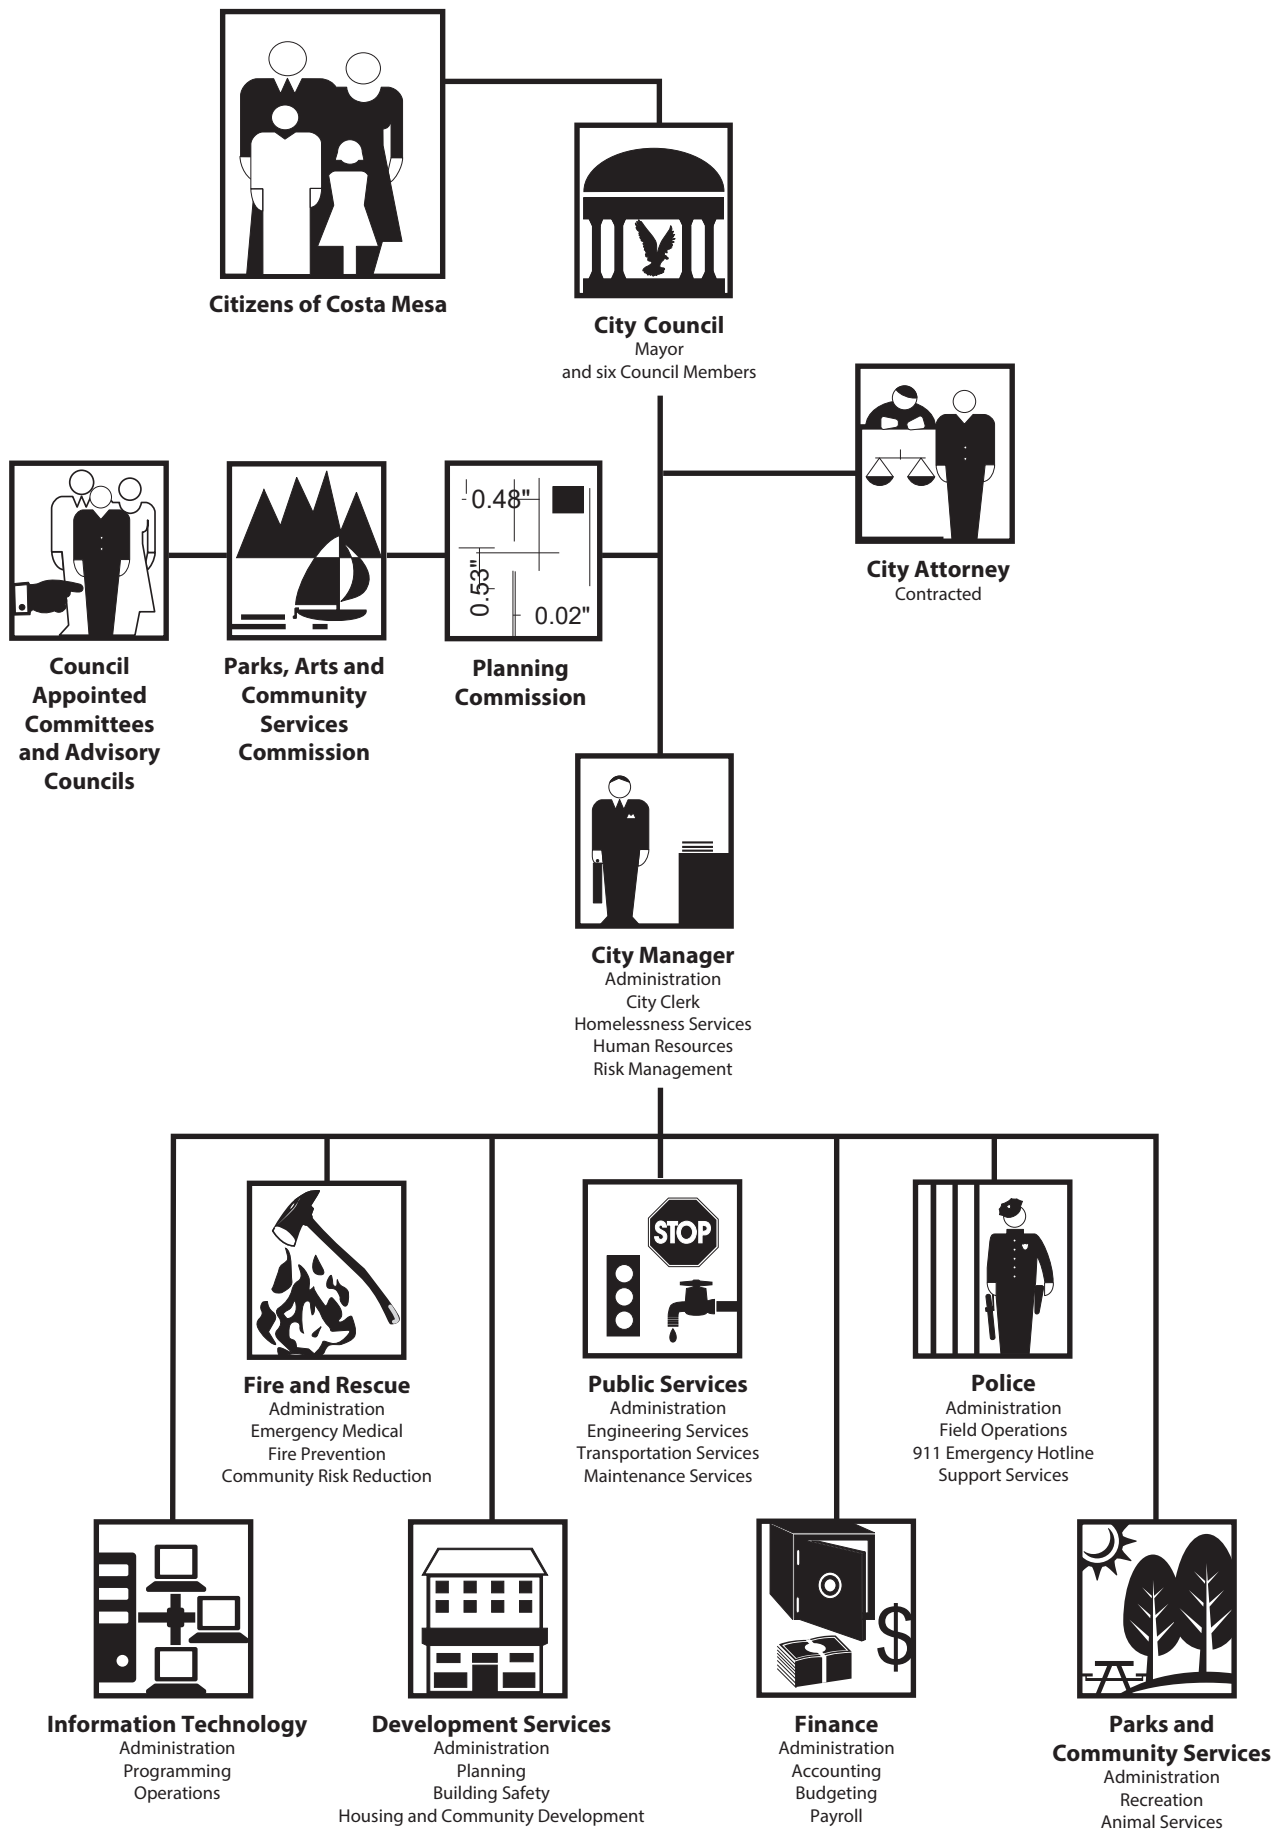 Citizens of Costa Mesa
City Council
Mayor
and six Council Members
City Attorney
Contracted
0.48"
0.53"
0.02"
Council
Appointed
Committees
and Advisory
Councils
Parks, Arts and
Community
Services
Commission
Planning
Commission
City Manager
Administration
City Clerk
Homelessness Services
Human Resources
Risk Management
STOP
Fire and Rescue
Administration
Emergency Medical
Fire Prevention
Community Risk Reduction
Public Services
Administration
Engineering Services
Transportation Services
Maintenance Services
Police
Administration
Field Operations
911 Emergency Hotline
Support Services
$
Information Technology
Administration
Programming
Operations
Development Services
Administration
Planning
Building Safety
Housing and Community Development
Finance
Administration
Accounting
Budgeting
Payroll
Parks and
Community Services
Administration
Recreation
Animal Services